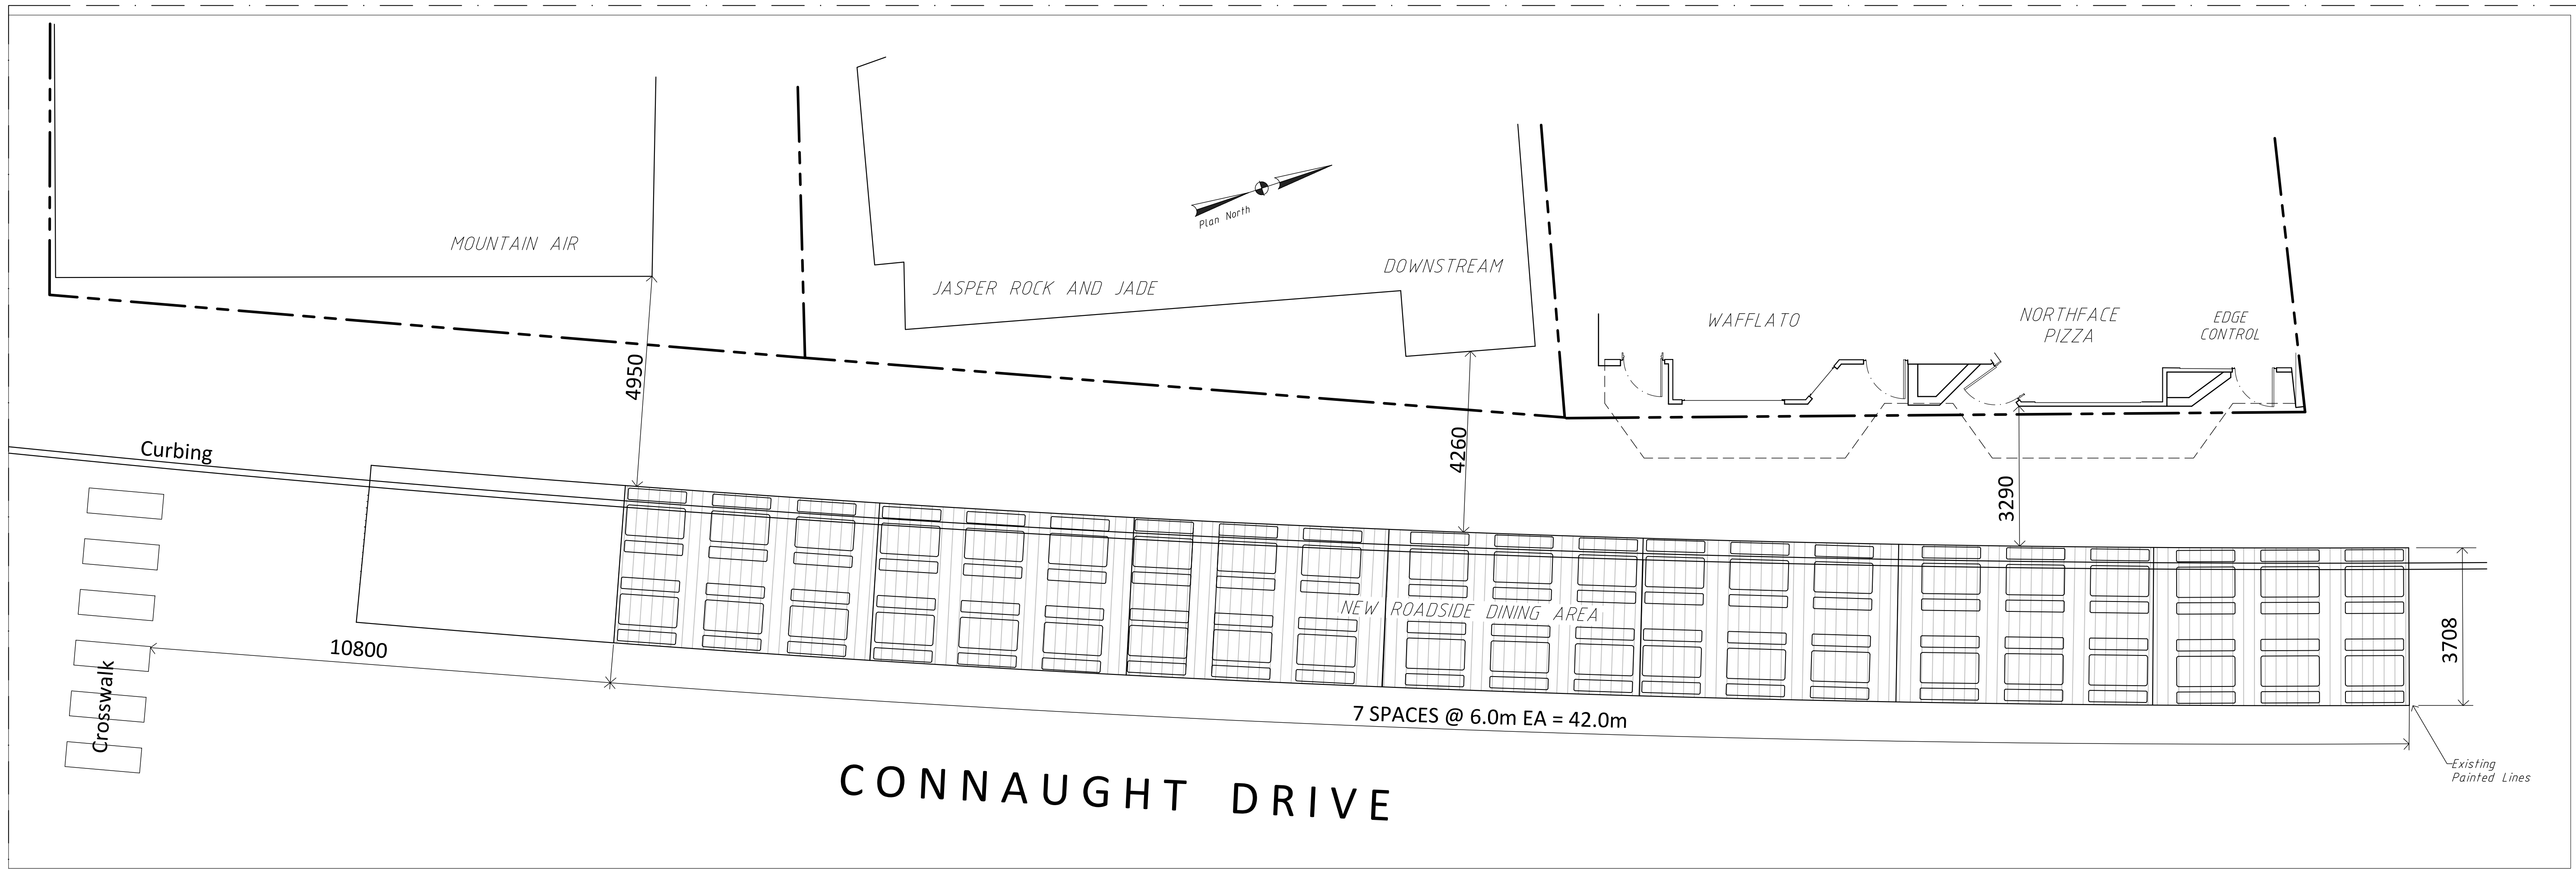 Plan North
MOUNTAIN AIR
JASPER ROCK AND JADE
DOWNSTREAM
WAFFLATO
NORTHFACE
PIZZA
EDGE
CONTROL
4950
4260
3290
Curbing
NEW ROADSIDE DINING AREA
3708
10800
Crosswalk
7 SPACES @ 6.0m EA = 42.0m
Existing
Painted Lines
CONNAUGHT DRIVE